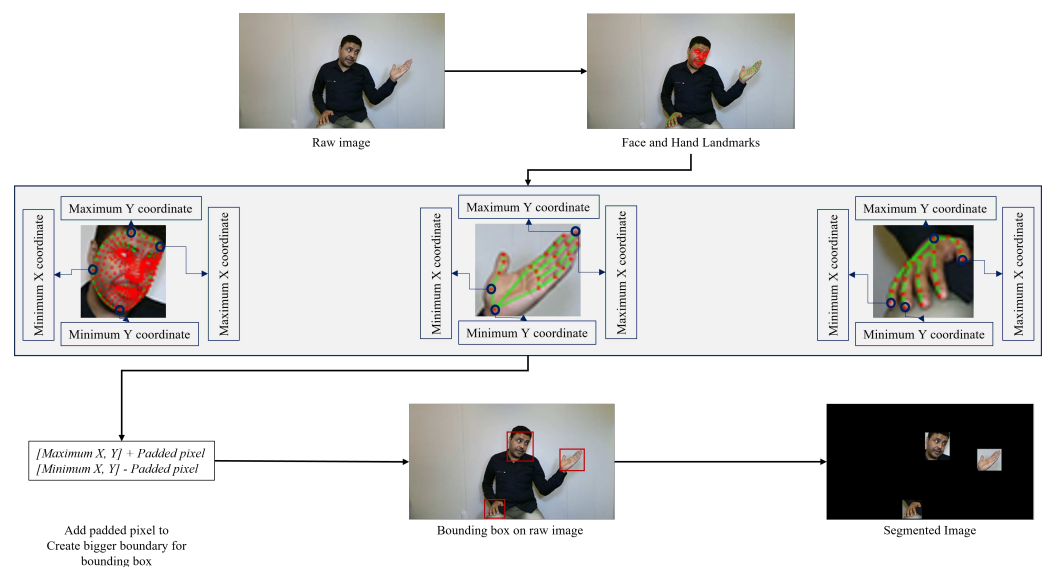 Raw image
Face and Hand Landmarks
Minimum X coordinate
Maximum Y coordinate
Minimum Y coordinate
Maximum X coordinate
Minimum X coordinate
Maximum Y coordinate
Minimum Y coordinate
Maximum X coordinate
Minimum X coordinate
Maximum Y coordinate
Minimum Y coordinate
Maximum X coordinate
[Maximum X, Y] + Padded pixel
[Minimum X, Y] - Padded pixel
Add padded pixel to
Create bigger boundary for
bounding box
Bounding box on raw image
Segmented Image